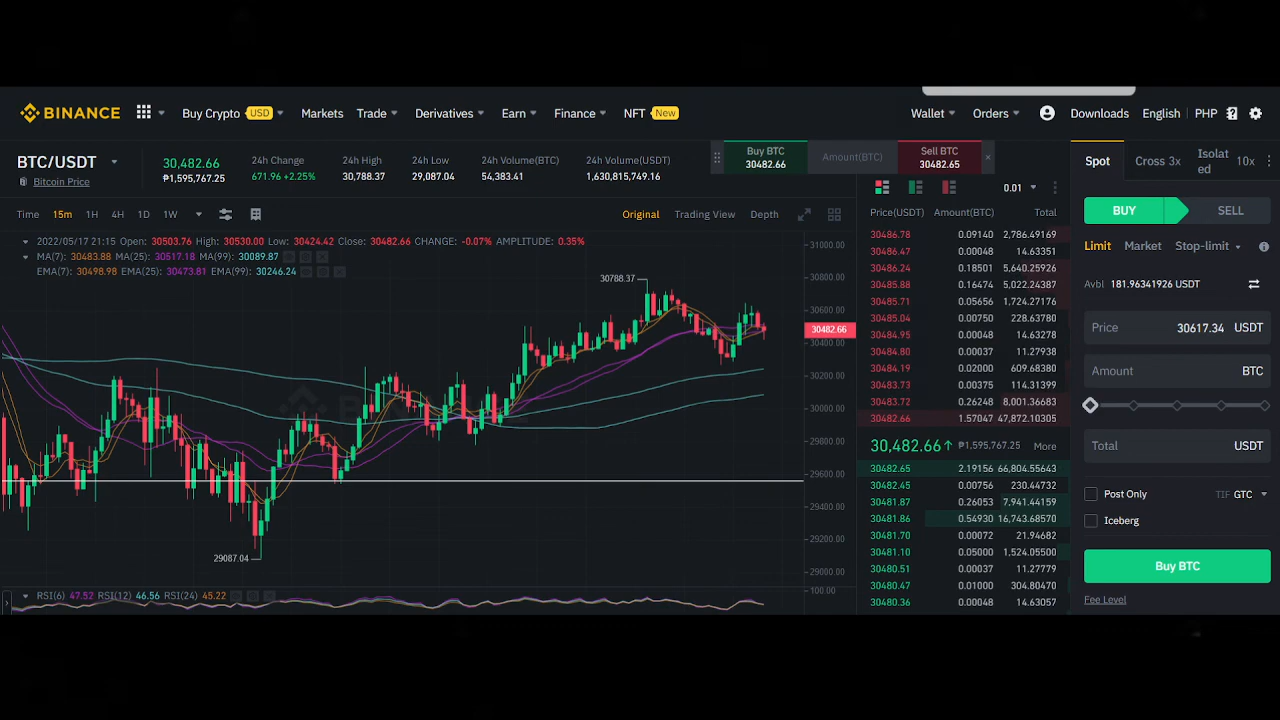 BINANCE Buy Crypto USD Markets Trade Derivatives Earn Finance NFT New Wallet Orders Downloads English PHP
BTC/USDT
Bitcoin Price
30,482.66
₱1,595,767.25
24h Change
671.96 +2.25%
24h High
30,788.37
24h Low
29,087.04
24h Volume(BTC)
54,383.41
24h Volume(USDT)
1,630,815,749.16
Buy BTC
30482.66
Amount(BTC)
Sell BTC
30482.65
Time 15m 1H 4H 1D 1W Original Trading View Depth
2022/05/17 21:15 Open: 30503.76 High: 30530.00 Low: 30424.42 Close: 30482.66 CHANGE: -0.07% AMPLITUDE: 0.35%
MA(7): 30483.88 MA(25): 30517.18 MA(99): 30089.87
EMA(7): 30498.98 EMA(25): 30473.81 EMA(99): 30246.24
30788.37
29087.04
BINANCE
31000.00
30800.00
30600.00
30482.66
30400.00
30200.00
30000.00
29800.00
29600.00
29400.00
29200.00
29000.00
RSI(6) 47.52 RSI(12) 46.56 RSI(24) 45.22
100.00
0.01
Price(USDT) Amount(BTC) Total
30486.78 0.09140 2,786.49169
30486.47 0.00048 14.63351
30486.24 0.18501 5,640.25926
30485.88 0.16474 5,022.24387
30485.71 0.05656 1,724.27176
30485.04 0.00750 228.63780
30484.95 0.00048 14.63278
30484.80 0.00037 11.27938
30484.19 0.02000 609.68380
30483.73 0.00375 114.31399
30483.72 0.26248 8,001.36683
30482.66 1.57047 47,872.10305
30,482.66↑ ₱1,595,767.25 More
30482.65 2.19156 66,804.55643
30482.45 0.00756 230.44732
30481.87 0.26053 7,941.44159
30481.86 0.54930 16,743.68570
30481.70 0.00072 21.94682
30481.10 0.05000 1,524.05500
30480.51 0.00037 11.27779
30480.47 0.01000 304.80470
30480.36 0.00048 14.63057
Spot Cross 3x Isolat
ed 10x
BUY SELL
Limit Market Stop-limit
Avbl 181.96341926 USDT
Price 30617.34 USDT
Amount BTC
Total USDT
Post Only TIF GTC
Iceberg
Buy BTC
Fee Level